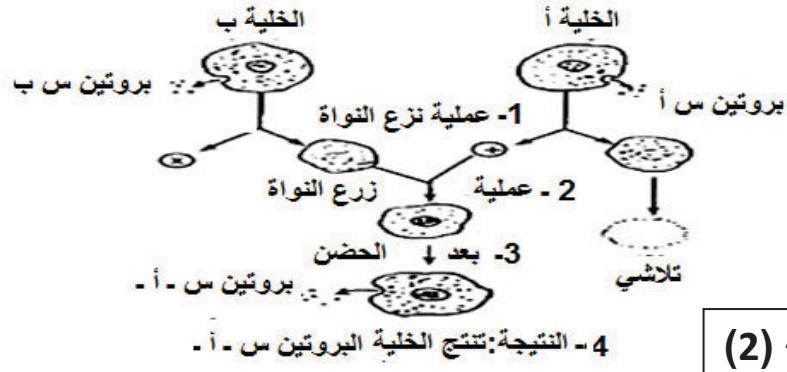 الخلية أ
الخلية ب
بروتين س أ
بروتين س ب
1- عملية نزع النواة
2 - عملية زرع النواة
3- بعد الحضن
تلاشي
بروتين س - أ -
4- النتيجة:تنتج الخلية البروتين س - أ -
(2)